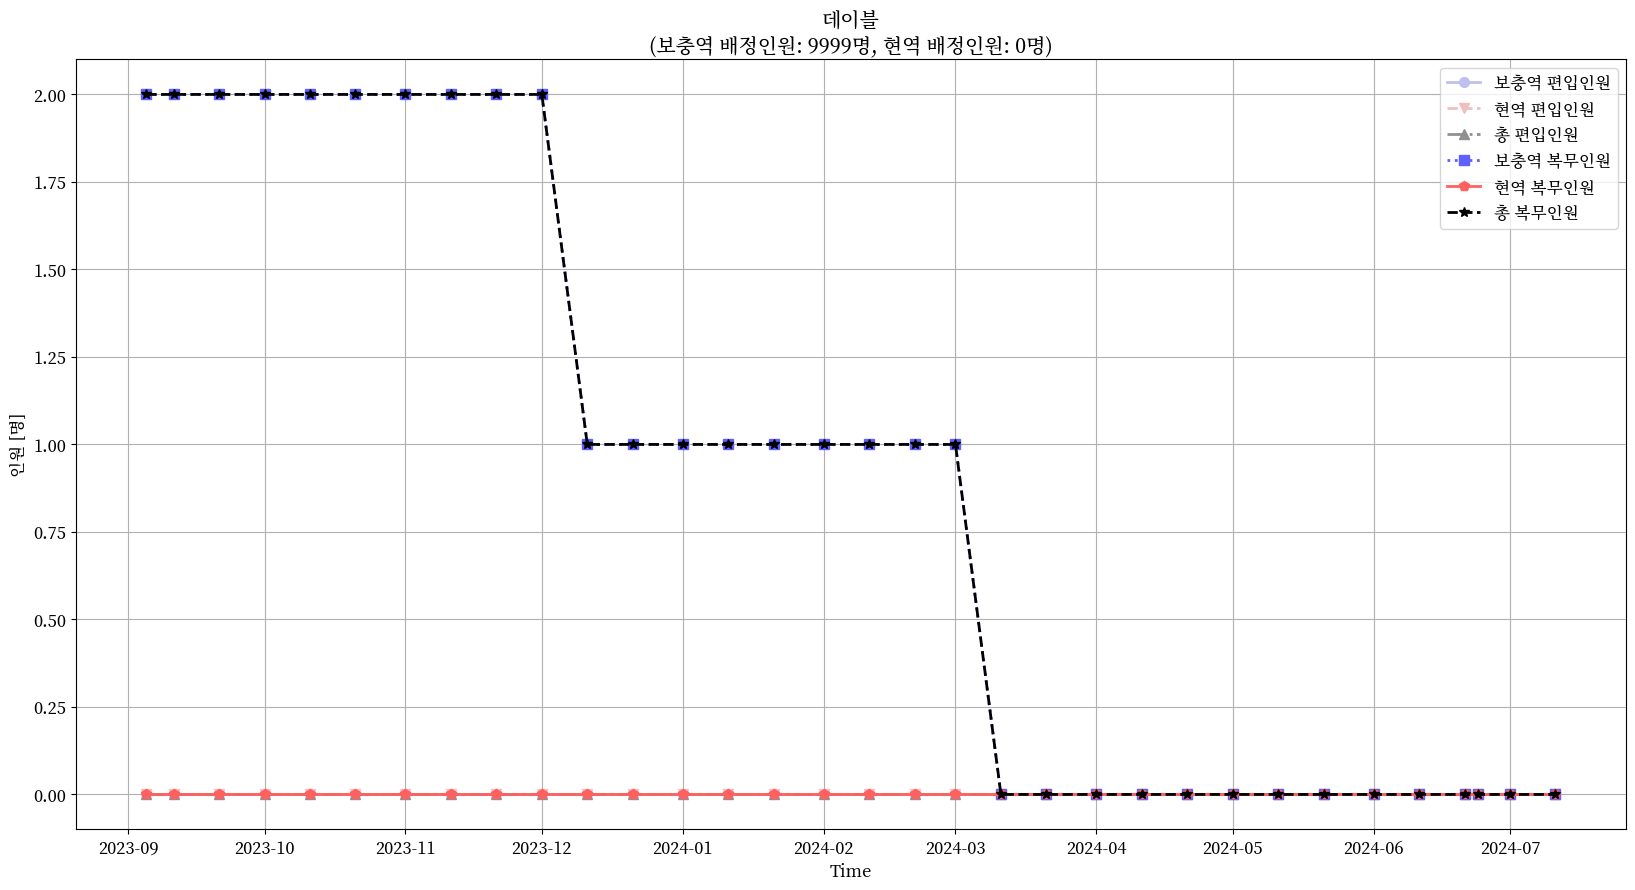 데이블
(보충역 배정인원: 9999명, 현역 배정인원: 0명)
보충역 편입인원
현역 편입인원
총 편입인원
보충역 복무인원
현역 복무인원
총 복무인원
2.00
1.75
1.50
1.25
1.00
0.75
0.50
0.25
0.00
인원 [명]
2023-09 2023-10 2023-11 2023-12 2024-01 2024-02 2024-03 2024-04 2024-05 2024-06 2024-07
Time